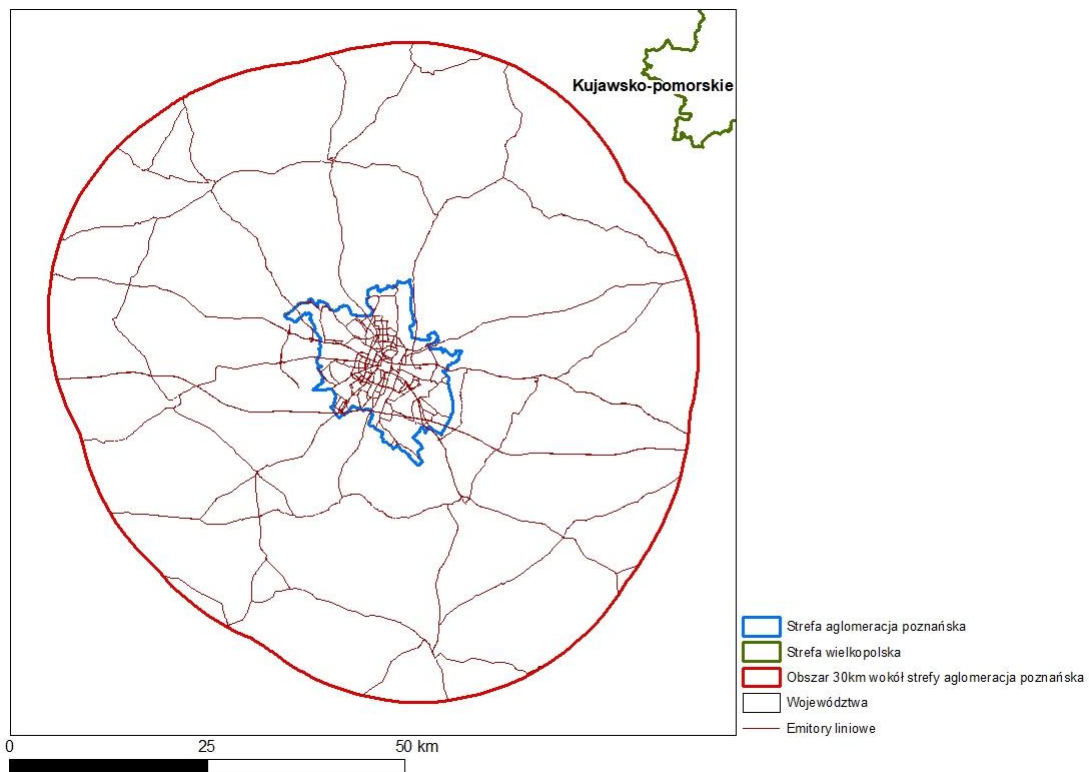 Kujawsko-pomorskie
Strefa aglomeracja poznańska
Strefa wielkopolska
Obszar 30km wokół strefy aglomeracja poznańska
Województwa
Emitory liniowe
0 25 50 km